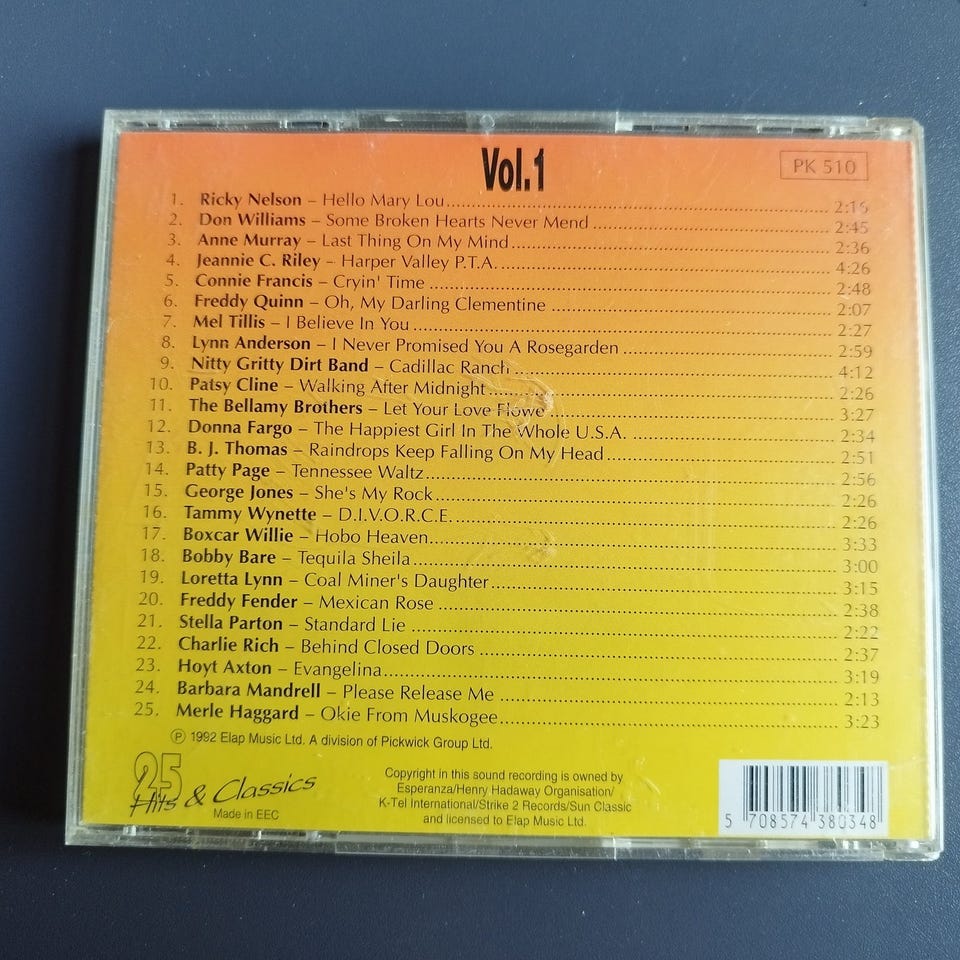 Vol.1
PK 510
1. Ricky Nelson – Hello Mary Lou 2:16
2. Don Williams – Some Broken Hearts Never Mend 2:45
3. Anne Murray – Last Thing On My Mind 2:36
4. Jeannie C. Riley – Harper Valley P.T.A. 4:26
5. Connie Francis – Cryin' Time 2:48
6. Freddy Quinn – Oh, My Darling Clementine 2:07
7. Mel Tillis – I Believe In You 2:27
8. Lynn Anderson – I Never Promised You A Rosegarden 2:59
9. Nitty Gritty Dirt Band – Cadillac Ranch 4:12
10. Patsy Cline – Walking After Midnight 2:26
11. The Bellamy Brothers – Let Your Love Flowe 3:27
12. Donna Fargo – The Happiest Girl In The Whole U.S.A. 2:34
13. B. J. Thomas – Raindrops Keep Falling On My Head 2:51
14. Patty Page – Tennessee Waltz 2:56
15. George Jones – She's My Rock 2:26
16. Tammy Wynette – D.I.V.O.R.C.E. 2:26
17. Boxcar Willie – Hobo Heaven 3:33
18. Bobby Bare – Tequila Sheila 3:00
19. Loretta Lynn – Coal Miner's Daughter 3:15
20. Freddy Fender – Mexican Rose 2:38
21. Stella Parton – Standard Lie 2:22
22. Charlie Rich – Behind Closed Doors 2:37
23. Hoyt Axton – Evangelina 3:19
24. Barbara Mandrell – Please Release Me 2:13
25. Merle Haggard – Okie From Muskogee 3:23
℗ 1992 Elap Music Ltd. A division of Pickwick Group Ltd.
25
Hits & Classics
Made in EEC
Copyright in this sound recording is owned by
Esperanza/Henry Hadaway Organisation/
K-Tel International/Strike 2 Records/Sun Classic
and licensed to Elap Music Ltd.
5 708574 380348